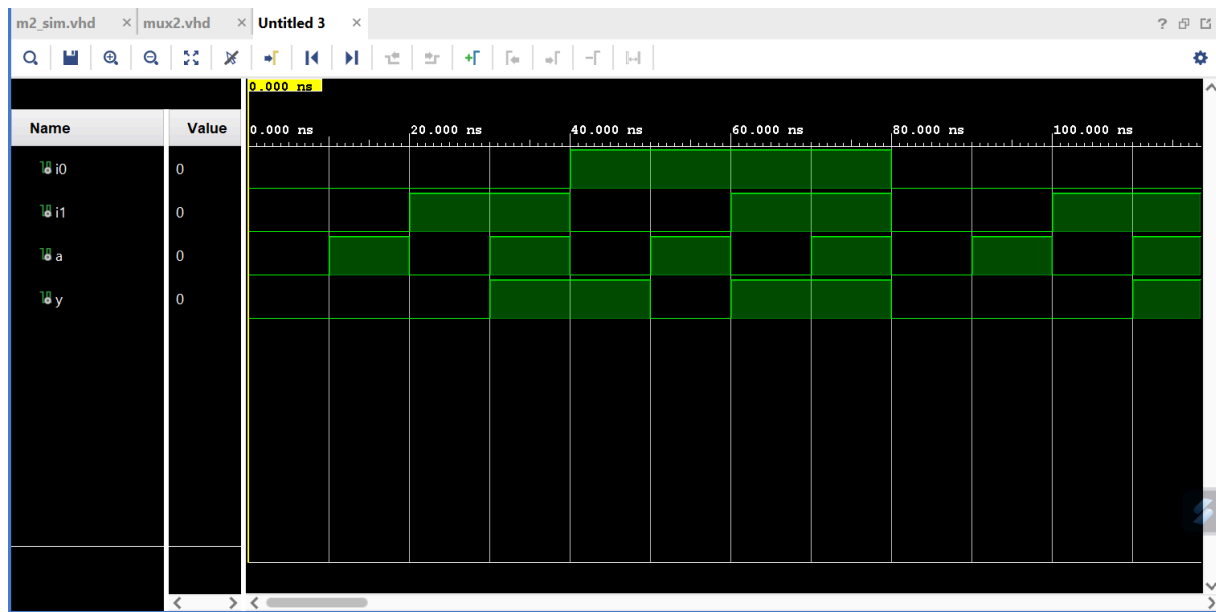 m2_sim.vhd × mux2.vhd × Untitled 3 ×
?
0.000 ns
Name Value 0.000 ns 20.000 ns 40.000 ns 60.000 ns 80.000 ns 100.000 ns
i0 0
i1 0
a 0
y 0